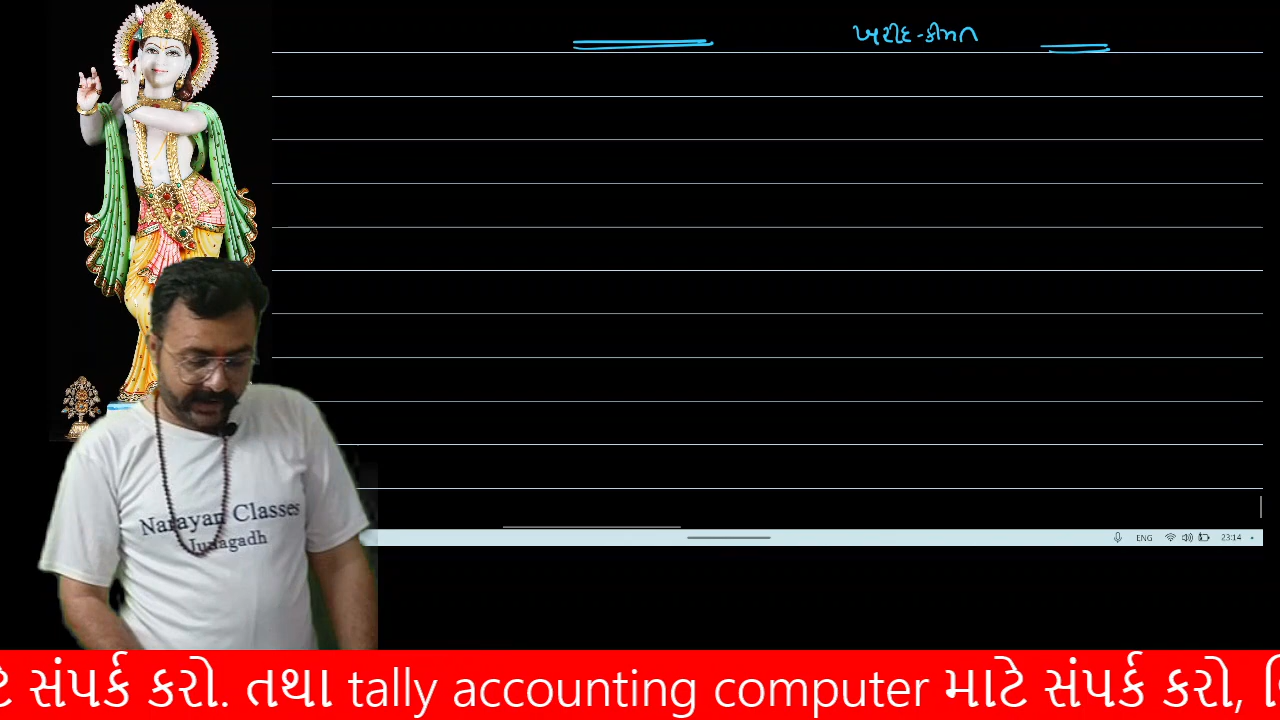 ખરીદ-કીંમત
Narayan Classes
Junagadh
ENG 23:14
ટે સંપર્ક કરો. તથા tally accounting computer માટે સંપર્ક કરો,